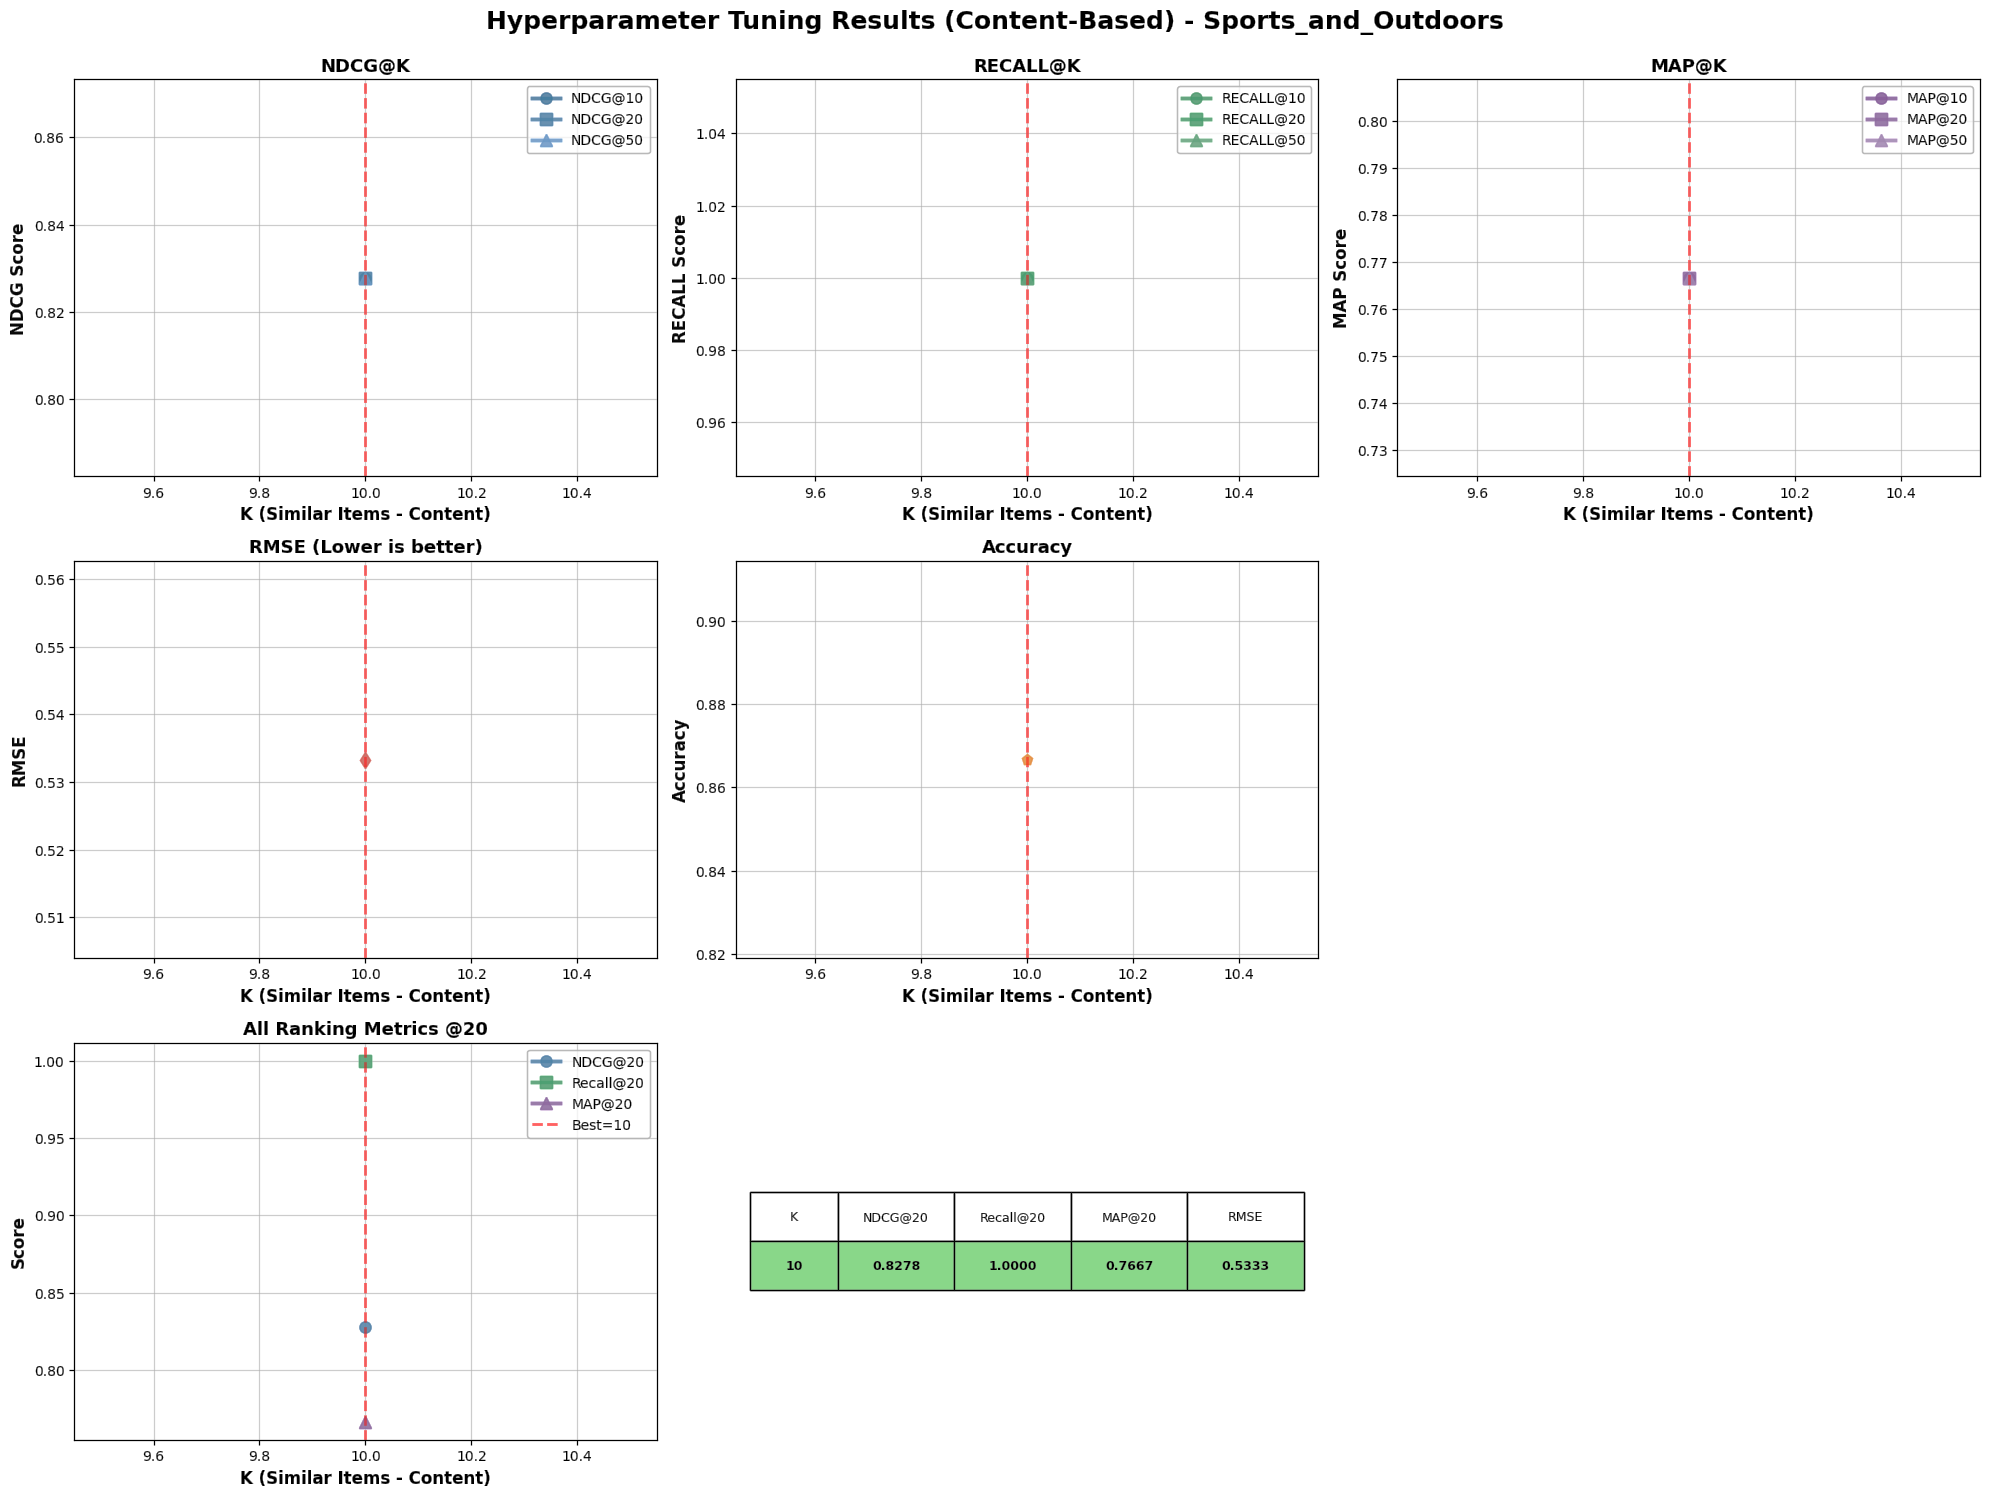 Hyperparameter Tuning Results (Content-Based) - Sports_and_Outdoors
NDCG@K
NDCG Score
0.86
0.84
0.82
0.80
NDCG@10
NDCG@20
NDCG@50
9.6 9.8 10.0 10.2 10.4
K (Similar Items - Content)
RECALL@K
RECALL Score
1.04
1.02
1.00
0.98
0.96
RECALL@10
RECALL@20
RECALL@50
9.6 9.8 10.0 10.2 10.4
K (Similar Items - Content)
MAP@K
MAP Score
0.80
0.79
0.78
0.77
0.76
0.75
0.74
0.73
MAP@10
MAP@20
MAP@50
9.6 9.8 10.0 10.2 10.4
K (Similar Items - Content)
RMSE (Lower is better)
RMSE
0.56
0.55
0.54
0.53
0.52
0.51
9.6 9.8 10.0 10.2 10.4
K (Similar Items - Content)
Accuracy
Accuracy
0.90
0.88
0.86
0.84
0.82
9.6 9.8 10.0 10.2 10.4
K (Similar Items - Content)
All Ranking Metrics @20
Score
1.00
0.95
0.90
0.85
0.80
NDCG@20
Recall@20
MAP@20
Best=10
9.6 9.8 10.0 10.2 10.4
K (Similar Items - Content)
K NDCG@20 Recall@20 MAP@20 RMSE
10 0.8278 1.0000 0.7667 0.5333